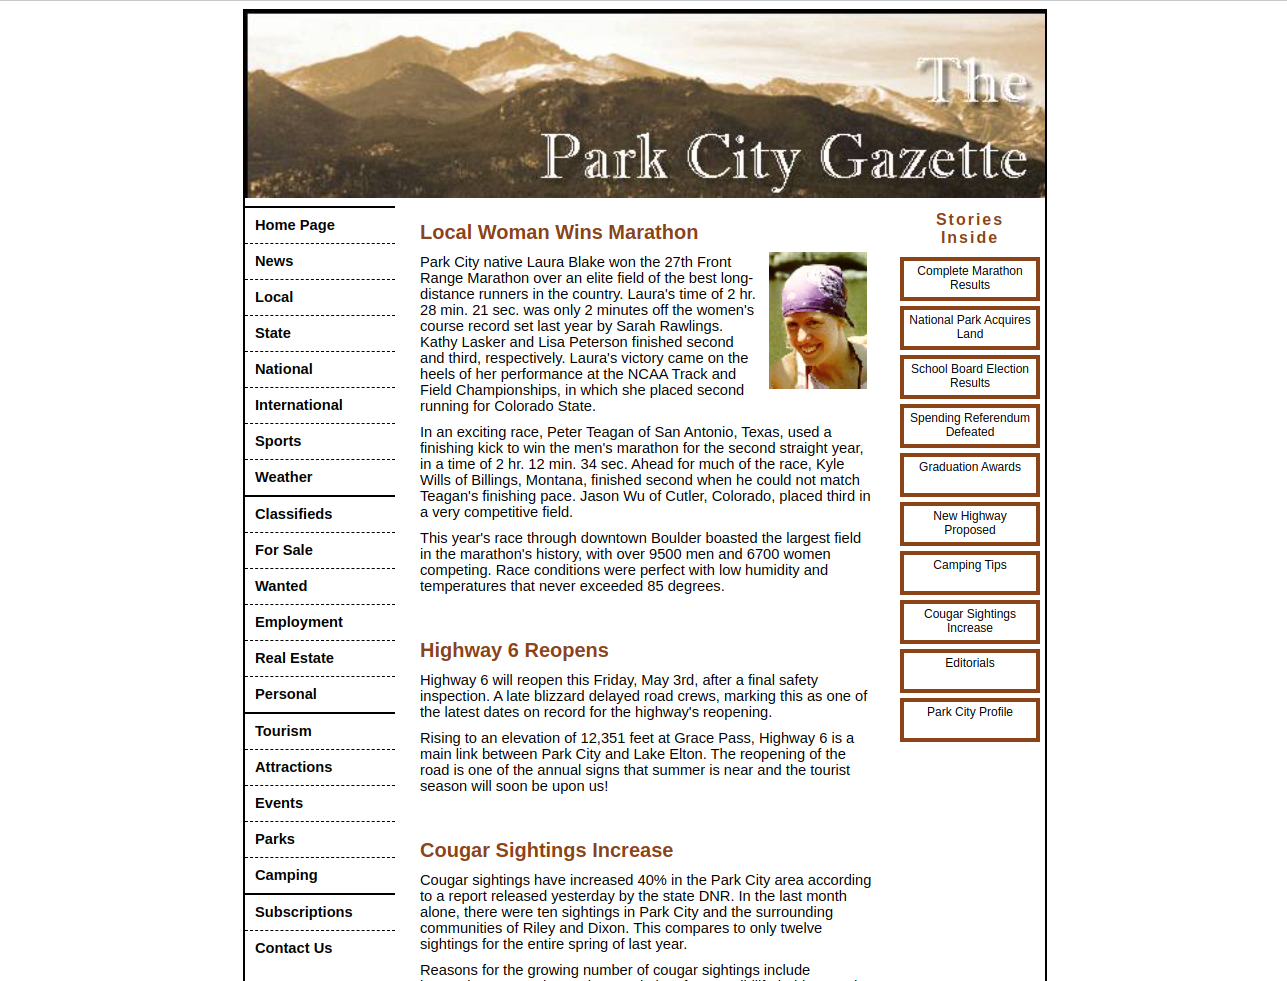 The
Park City Gazette
Home Page
News
Local
State
National
International
Sports
Weather
Classifieds
For Sale
Wanted
Employment
Real Estate
Personal
Tourism
Attractions
Events
Parks
Camping
Subscriptions
Contact Us
Local Woman Wins Marathon
Park City native Laura Blake won the 27th Front
Range Marathon over an elite field of the best long-
distance runners in the country. Laura's time of 2 hr.
28 min. 21 sec. was only 2 minutes off the women's
course record set last year by Sarah Rawlings.
Kathy Lasker and Lisa Peterson finished second
and third, respectively. Laura's victory came on the
heels of her performance at the NCAA Track and
Field Championships, in which she placed second
running for Colorado State.
In an exciting race, Peter Teagan of San Antonio, Texas, used a
finishing kick to win the men's marathon for the second straight year,
in a time of 2 hr. 12 min. 34 sec. Ahead for much of the race, Kyle
Wills of Billings, Montana, finished second when he could not match
Teagan's finishing pace. Jason Wu of Cutler, Colorado, placed third in
a very competitive field.
This year's race through downtown Boulder boasted the largest field
in the marathon's history, with over 9500 men and 6700 women
competing. Race conditions were perfect with low humidity and
temperatures that never exceeded 85 degrees.
Highway 6 Reopens
Highway 6 will reopen this Friday, May 3rd, after a final safety
inspection. A late blizzard delayed road crews, marking this as one of
the latest dates on record for the highway's reopening.
Rising to an elevation of 12,351 feet at Grace Pass, Highway 6 is a
main link between Park City and Lake Elton. The reopening of the
road is one of the annual signs that summer is near and the tourist
season will soon be upon us!
Cougar Sightings Increase
Cougar sightings have increased 40% in the Park City area according
to a report released yesterday by the state DNR. In the last month
alone, there were ten sightings in Park City and the surrounding
communities of Riley and Dixon. This compares to only twelve
sightings for the entire spring of last year.
Reasons for the growing number of cougar sightings include
Stories
Inside
Complete Marathon
Results
National Park Acquires
Land
School Board Election
Results
Spending Referendum
Defeated
Graduation Awards
New Highway
Proposed
Camping Tips
Cougar Sightings
Increase
Editorials
Park City Profile